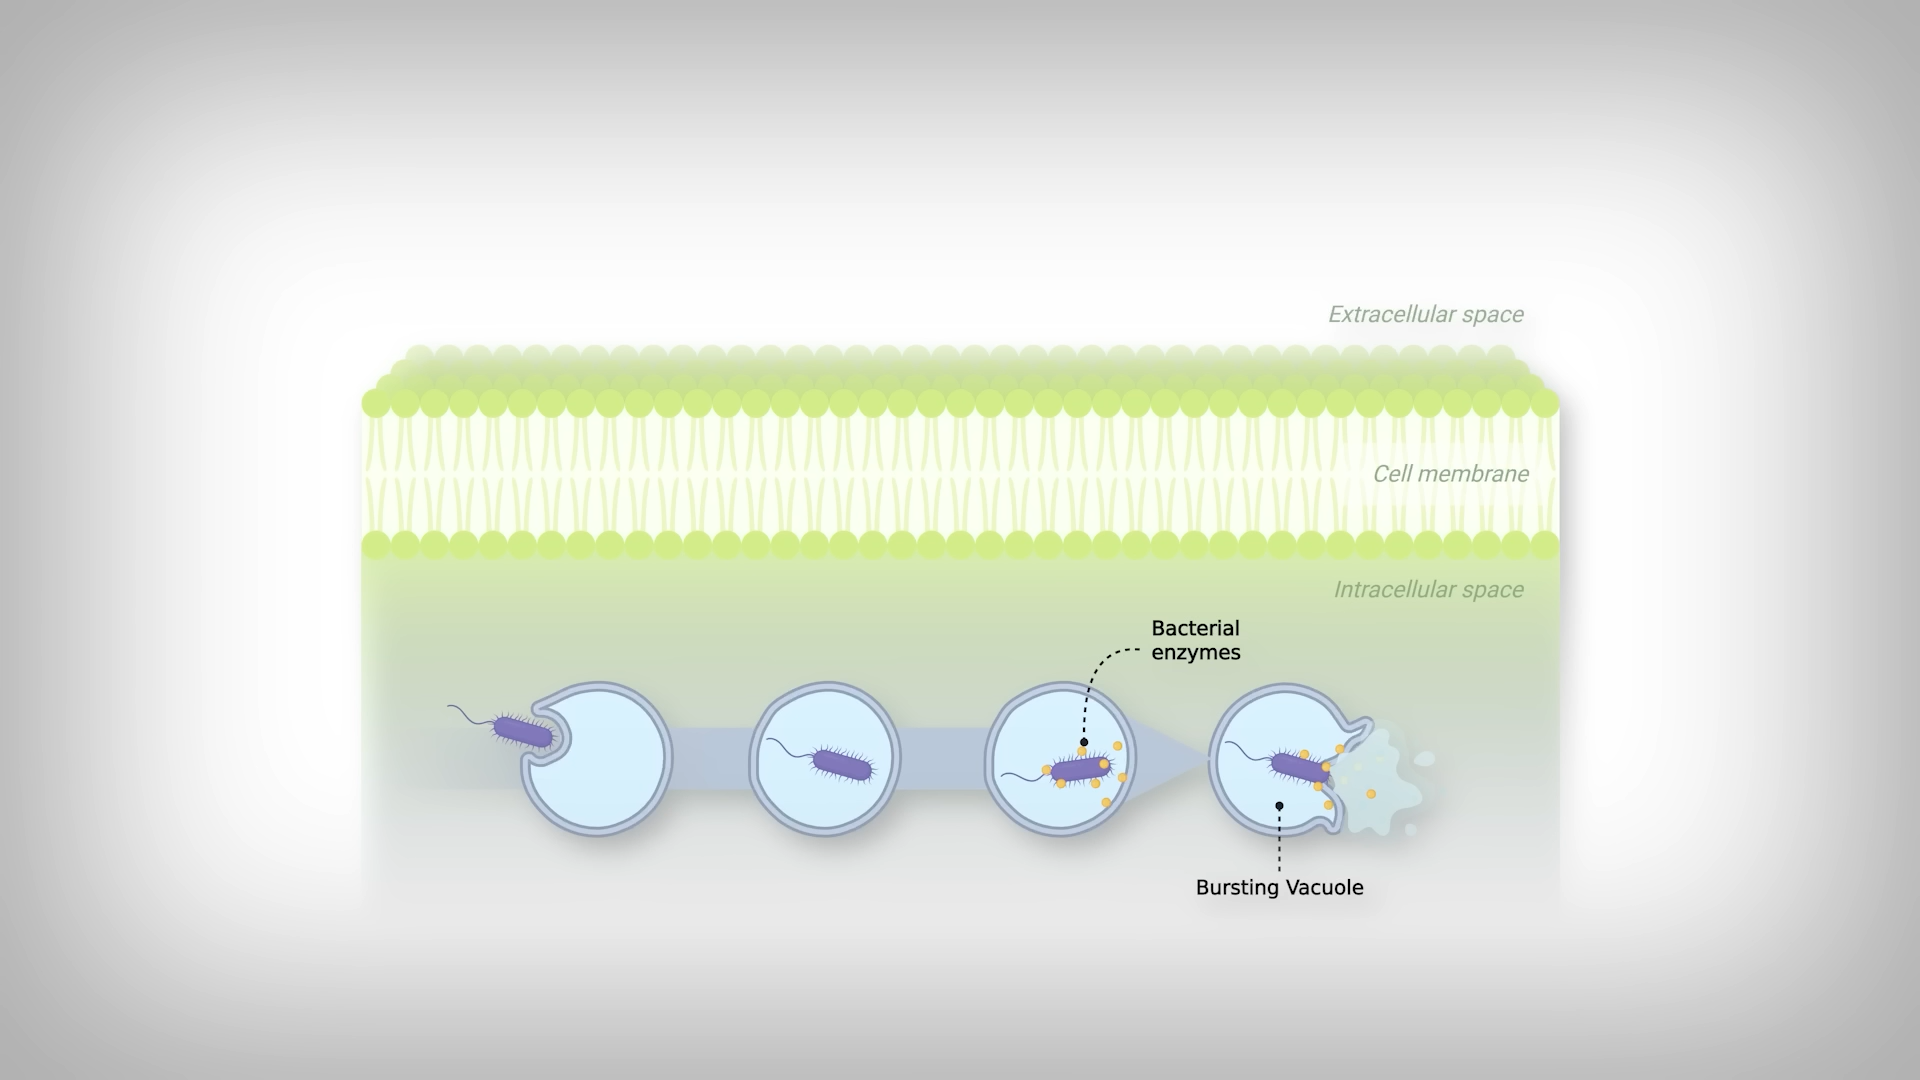 Extracellular space
Cell membrane
Intracellular space
Bacterial
enzymes
Bursting Vacuole